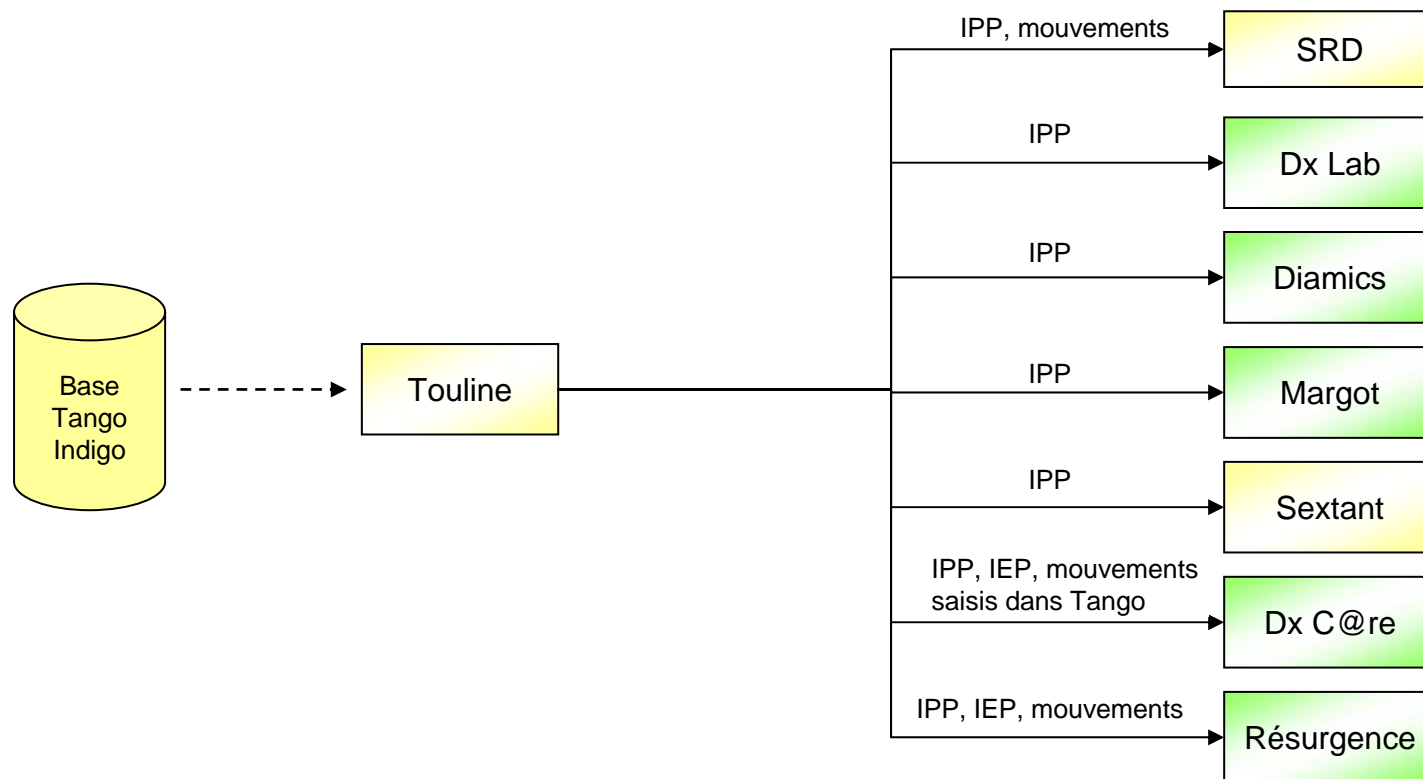 IPP, mouvements
SRD
IPP
Dx Lab
IPP
Diamics
Base
Tango
Indigo
Touline
IPP
Margot
IPP
Sextant
IPP, IEP, mouvements
saisis dans Tango
Dx C@re
IPP, IEP, mouvements
Résurgence